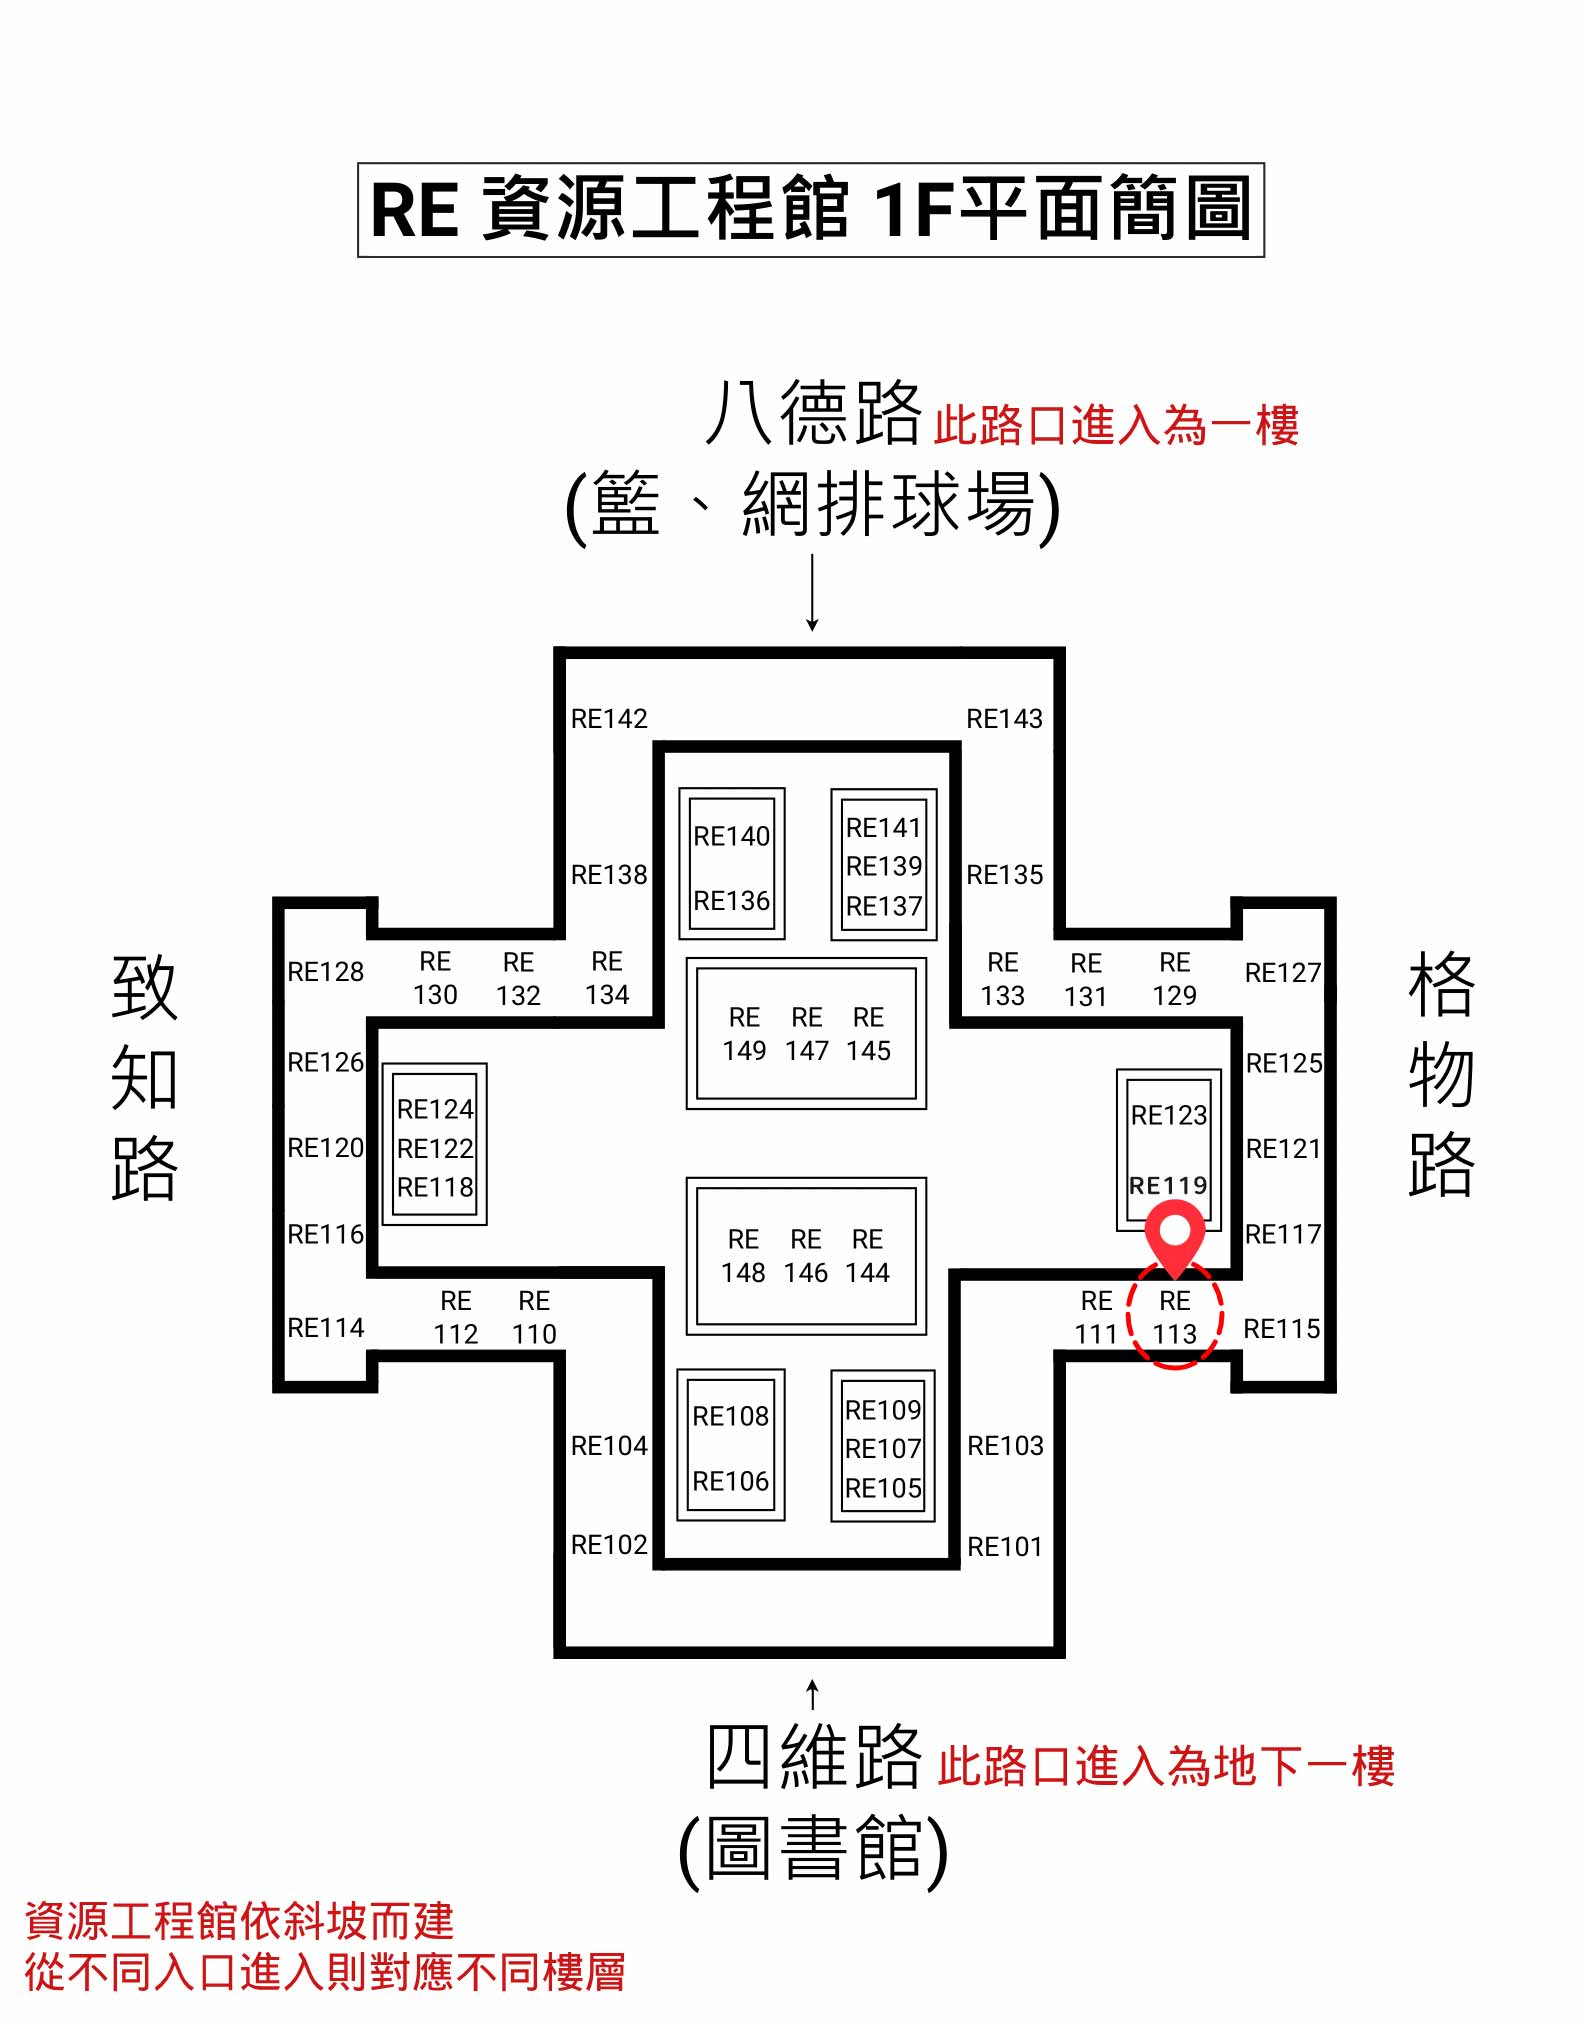 RE 資源工程館 1F平面簡圖
八德路 此路口進入為一樓
(籃、網排球場)
RE142
RE143
RE140
RE141
RE138
RE139
RE135
RE136
RE137
致知路
格物路
RE128
RE 130
RE 132
RE 134
RE 133
RE 131
RE 129
RE127
RE 149
RE 147
RE 145
RE126
RE125
RE124
RE123
RE120
RE122
RE121
RE118
RE119
RE116
RE117
RE 148
RE 146
RE 144
RE114
RE 112
RE 110
RE 111
RE 113
RE115
RE108
RE109
RE104
RE107
RE103
RE106
RE105
RE102
RE101
四維路 此路口進入為地下一樓
(圖書館)
資源工程館依斜坡而建
從不同入口進入則對應不同樓層